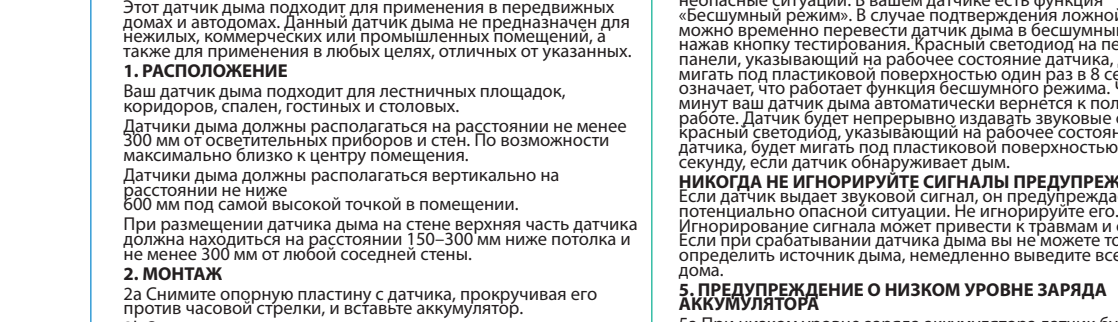 Этот датчик дыма подходит для применения в передвижных
домах и автодомах. Данный датчик дыма не предназначен для
нежилых, коммерческих или промышленных помещений, а
также для применения в любых целях, отличных от указанных.
1. РАСПОЛОЖЕНИЕ
Ваш датчик дыма подходит для лестничных площадок,
коридоров, спален, гостиных и столовых.
Датчики дыма должны располагаться на расстоянии не менее
300 мм от осветительных приборов и стен. По возможности
максимально близко к центру помещения.
Датчики дыма должны располагаться вертикально на
расстоянии не ниже
600 мм под самой высокой точкой в помещении.
При размещении датчика дыма на стене верхняя часть датчика
должна находиться на расстоянии 150–300 мм ниже потолка и
не менее 300 мм от любой соседней стены.
2. МОНТАЖ
2a Снимите опорную пластину с датчика, прокручивая его
против часовой стрелки, и вставьте аккумулятор.
неопасные ситуации. В вашем датчике есть функция
«Бесшумный режим». В случае подтверждения ложной
можно временно перевести датчик дыма в бесшумный
нажав кнопку тестирования. Красный светодиод на
панели, указывающий на рабочее состояние датчика,
мигать под пластиковой поверхностью один раз в 8
означает, что работает функция бесшумного режима.
минут ваш датчик дыма автоматически вернется к
работе. Датчик будет непрерывно издавать звуковые
красный светодиод, указывающий на рабочее
датчика, будет мигать под пластиковой поверхностью
секунду, если датчик обнаруживает дым.
НИКОГДА НЕ ИГНОРИРУЙТЕ СИГНАЛЫ ПРЕДУПРЕЖ
Если датчик выдает звуковой сигнал, он предупрежда
потенциально опасной ситуации. Не игнорируйте его.
Игнорирование сигнала может привести к травмам и
Если при срабатывании датчика дыма вы не можете
определить источник дыма, немедленно выведите
дома.
5. ПРЕДУПРЕЖДЕНИЕ О НИЗКОМ УРОВНЕ ЗАРЯДА
АККУМУЛЯТОРА